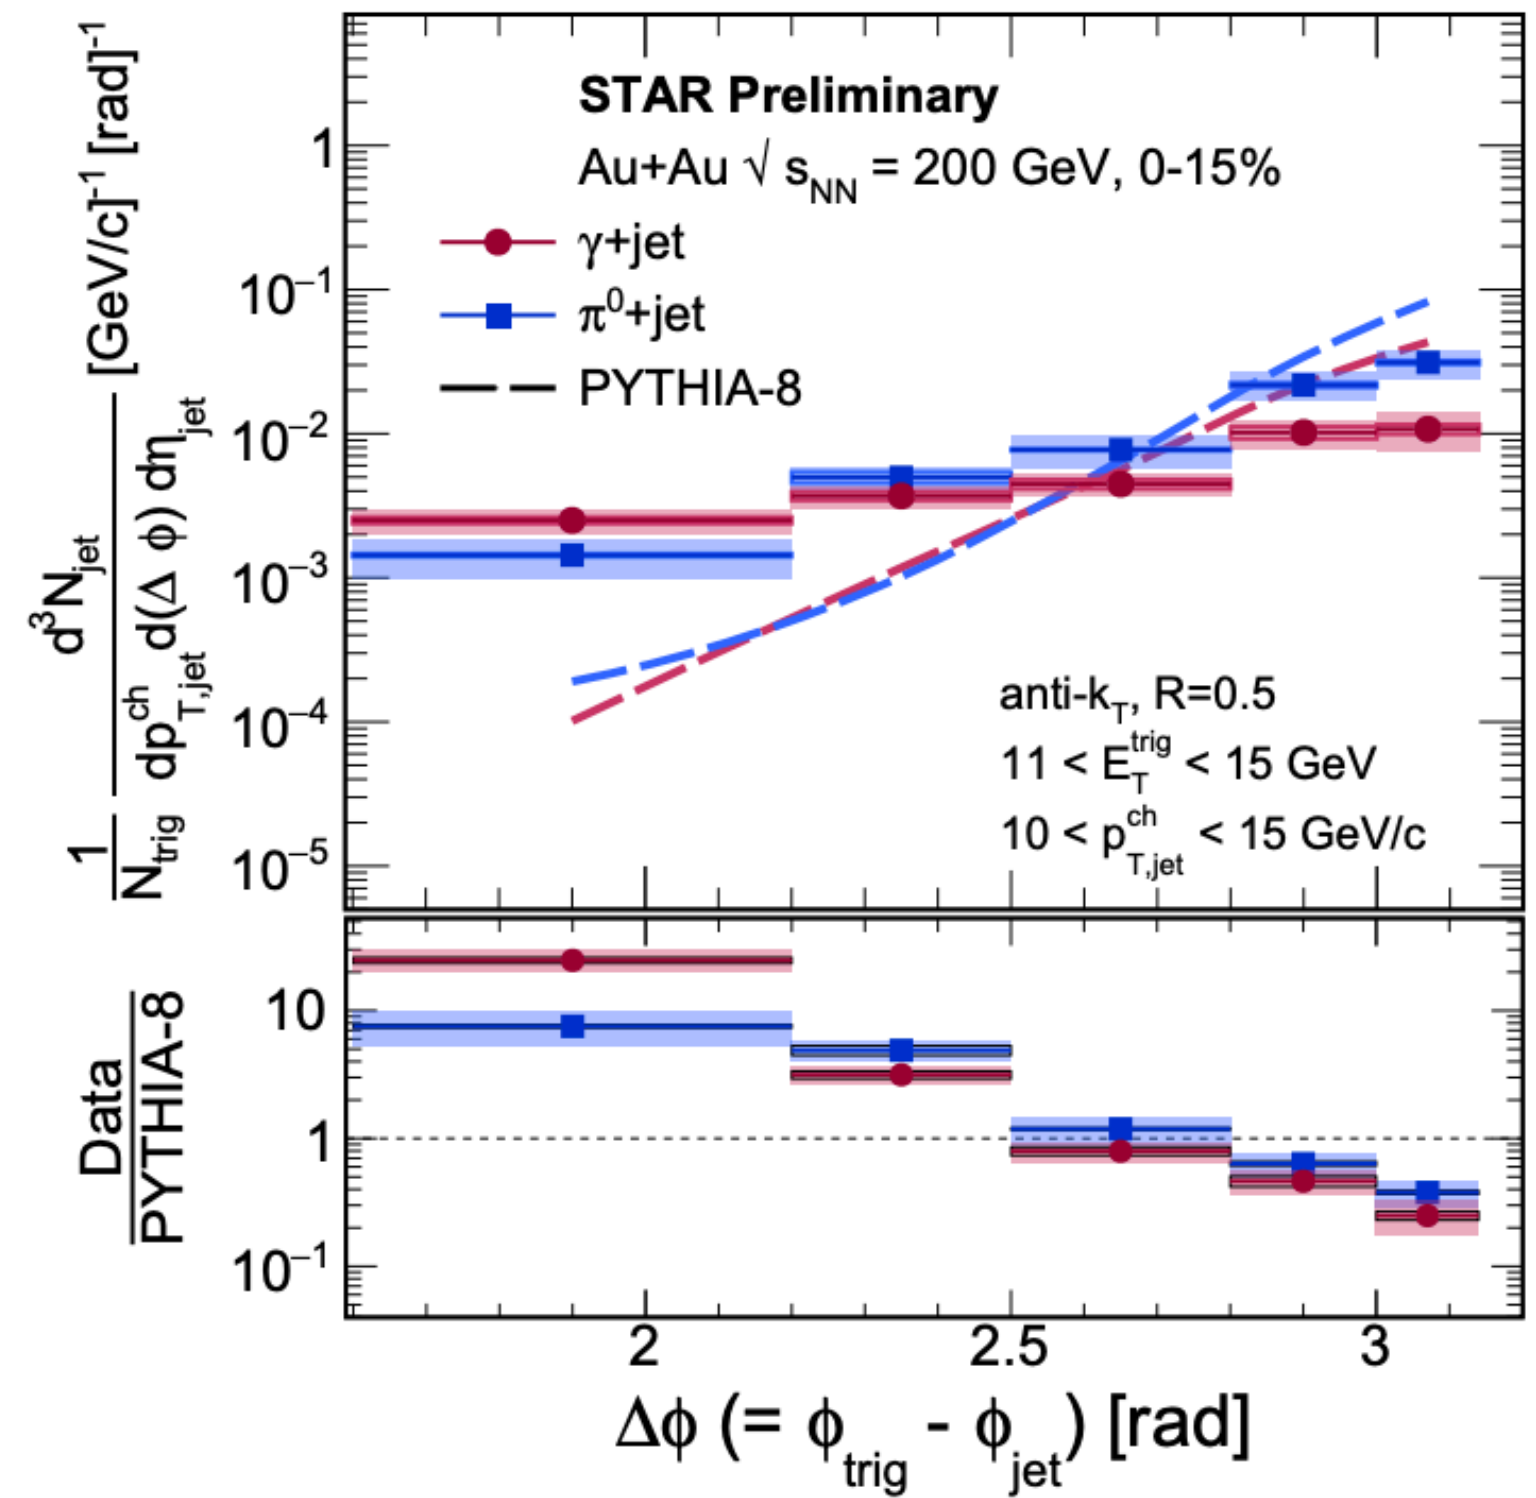 STAR Preliminary
Au+Au √ s_NN = 200 GeV, 0-15%
γ+jet
π⁰+jet
PYTHIA-8
1
10⁻¹
10⁻²
10⁻³
10⁻⁴
10⁻⁵
1/N_trig d³N_jet/dp^ch_T,jet d(Δ φ) dη_jet [GeV/c]⁻¹ [rad]⁻¹
anti-k_T, R=0.5
11 < E_T^trig < 15 GeV
10 < p_T,jet^ch < 15 GeV/c
10
1
10⁻¹
Data
PYTHIA-8
2 2.5 3
Δφ (= φ_trig - φ_jet) [rad]